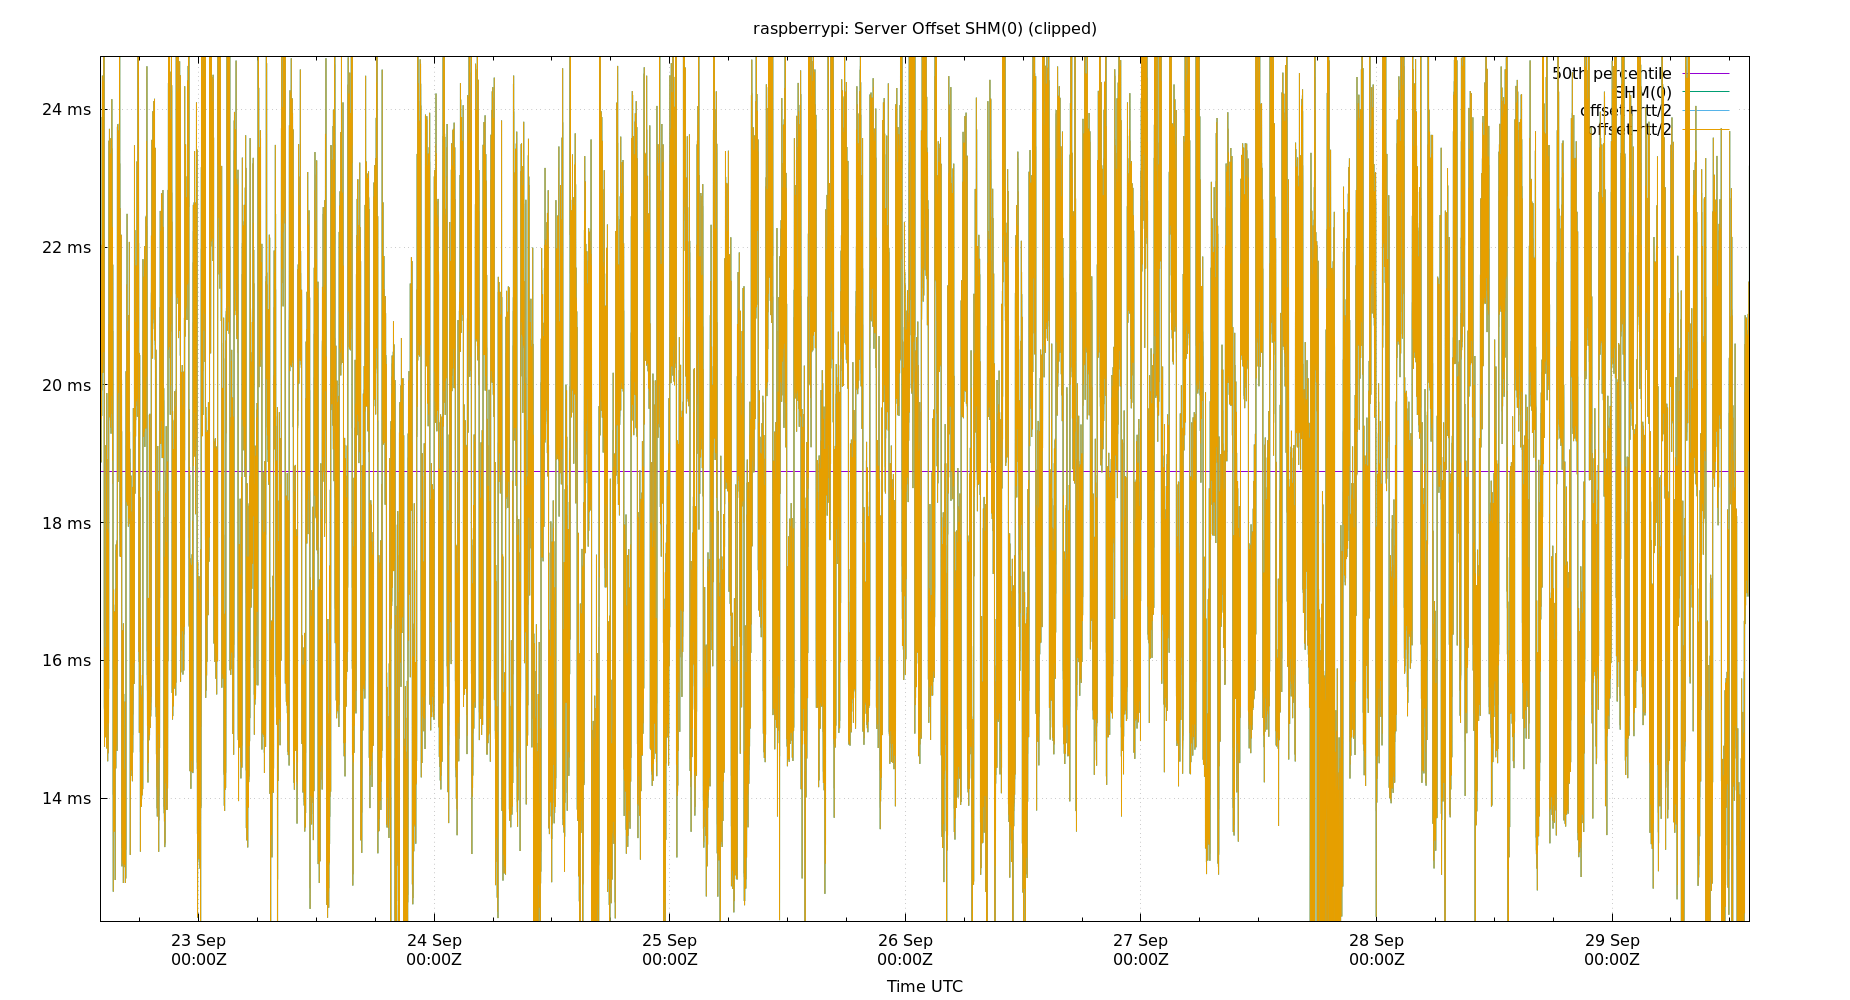 raspberrypi: Server Offset SHM(0) (clipped)
50th percentile
SHM(0)
offset+rtt/2
offset-rtt/2
24 ms
22 ms
20 ms
18 ms
16 ms
14 ms
23 Sep
00:00Z
24 Sep
00:00Z
25 Sep
00:00Z
26 Sep
00:00Z
27 Sep
00:00Z
28 Sep
00:00Z
29 Sep
00:00Z
Time UTC